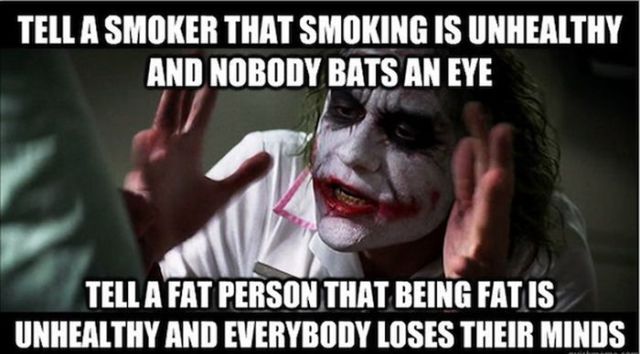 TELL A SMOKER THAT SMOKING IS UNHEALTHY
AND NOBODY BATS AN EYE
TELL A FAT PERSON THAT BEING FAT IS
UNHEALTHY AND EVERYBODY LOSES THEIR MINDS